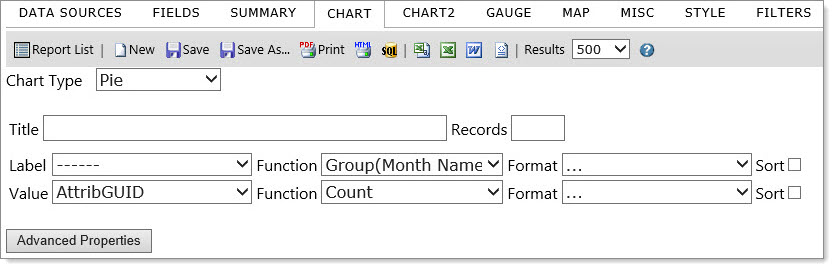 DATA SOURCES FIELDS SUMMARY CHART CHART2 GAUGE MAP MISC STYLE FILTERS
Report List New Save Save As... PDF Print HTML SQL Results 500 ?
Chart Type Pie
Title Records
Label ------ Function Group(Month Name Format ... Sort
Value AttribGUID Function Count Format ... Sort
Advanced Properties